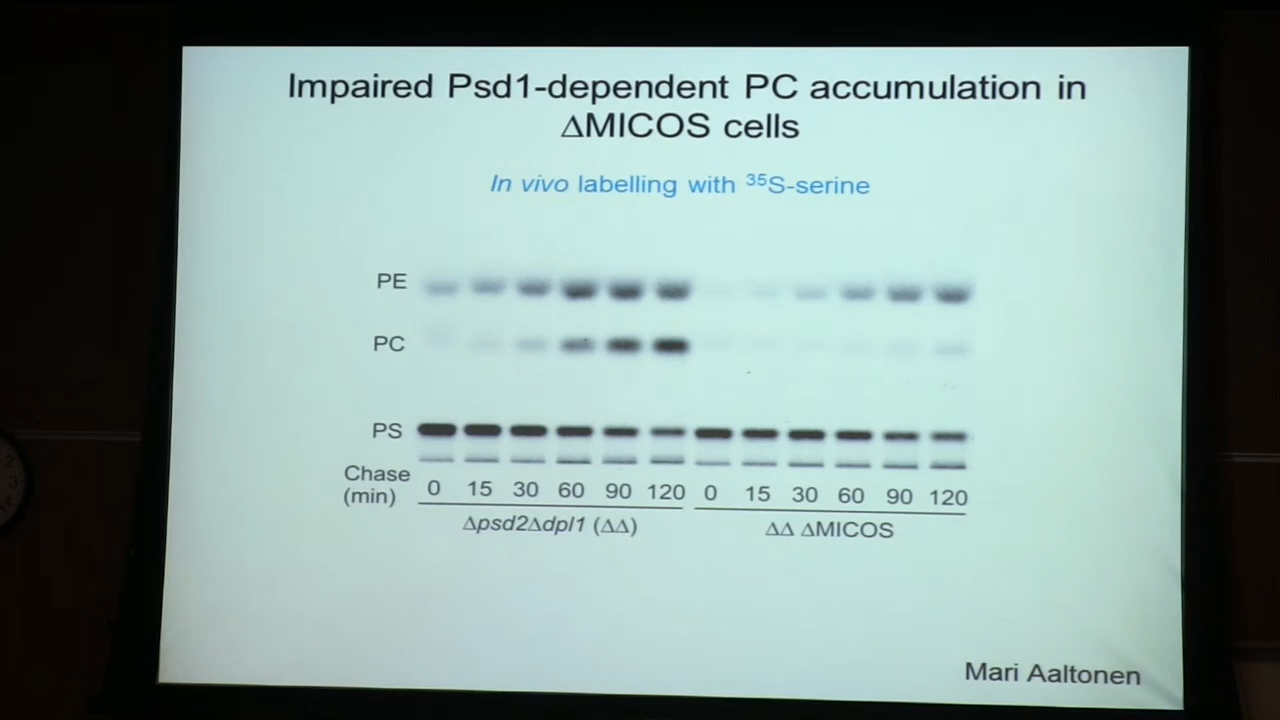 Impaired Psd1-dependent PC accumulation in
ΔMICOS cells
In vivo labelling with ³⁵S-serine
PE
PC
PS
Chase
(min)
0 15 30 60 90 120 0 15 30 60 90 120
Δpsd2Δdpl1 (ΔΔ) ΔΔ ΔMICOS
Mari Aaltonen